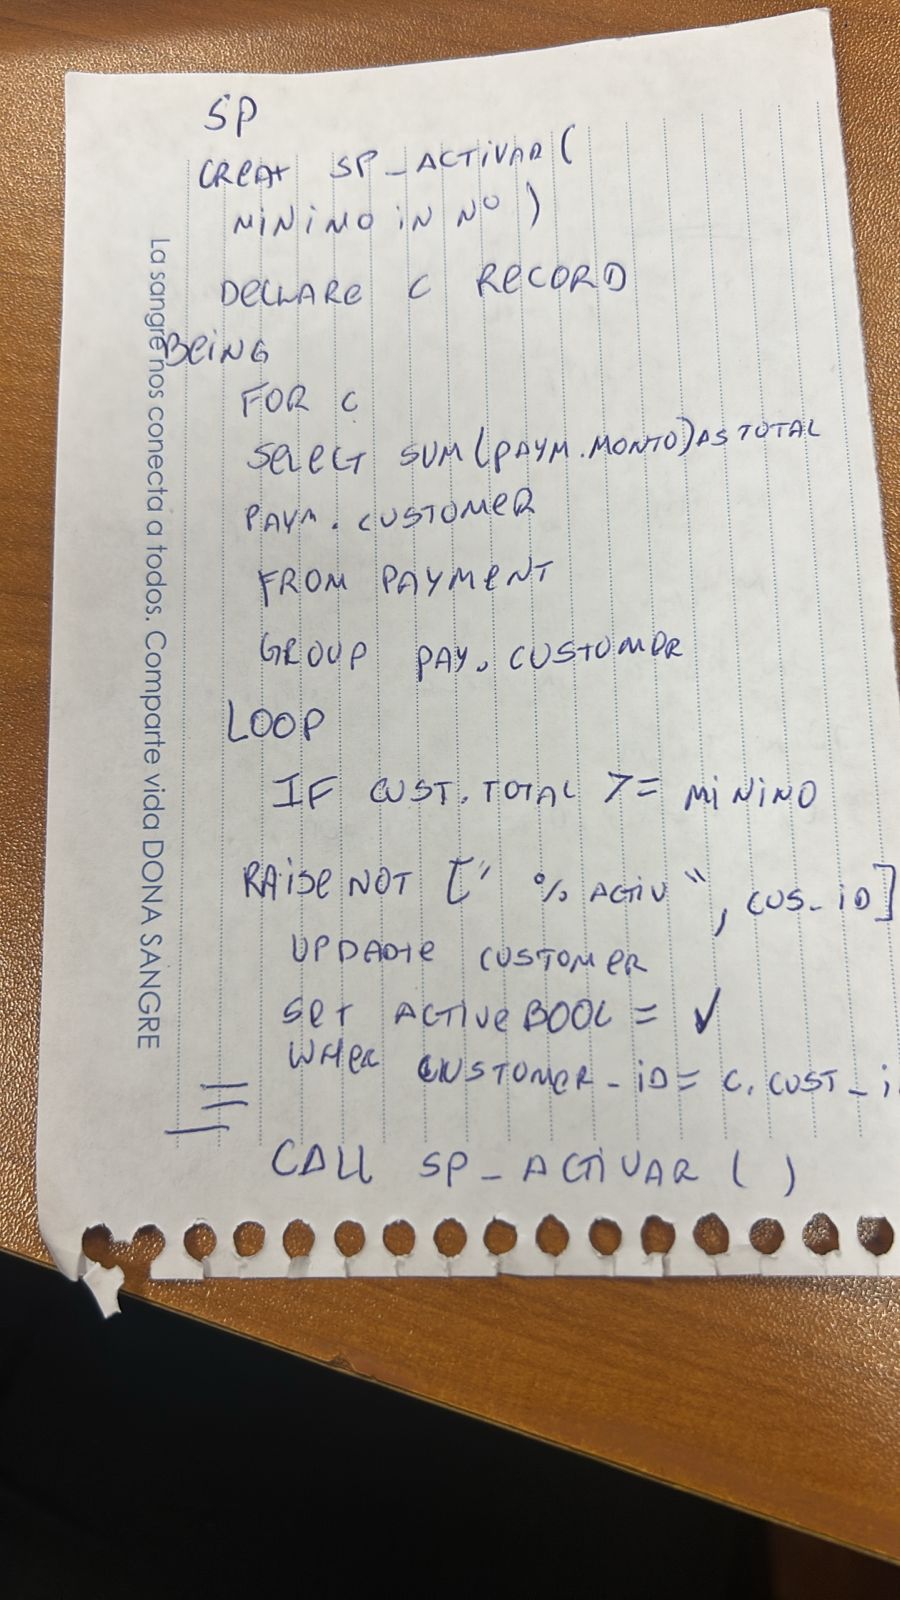 SP
CREAT SP_ACTIVAR (
MINIMO IN Nº )
DECLARE C RECORD
BEING
FOR C
SELECT SUM (PAYM.MONTO) AS TOTAL
PAYM.CUSTOMER
FROM PAYMENT
GROUP PAY. CUSTOMER
LOOP
IF CUST.TOTAL >= MININO
RAISE NOT [" % ACTIV ", CUS_ID]
UPDATE CUSTOMER
SET ACTIVEBOOL = ✓
WHER CUSTOMER_ID = C.CUST_i
CALL SP_ACTIVAR ( )
La sangre nos conecta a todos. Comparte vida DONA SANGRE